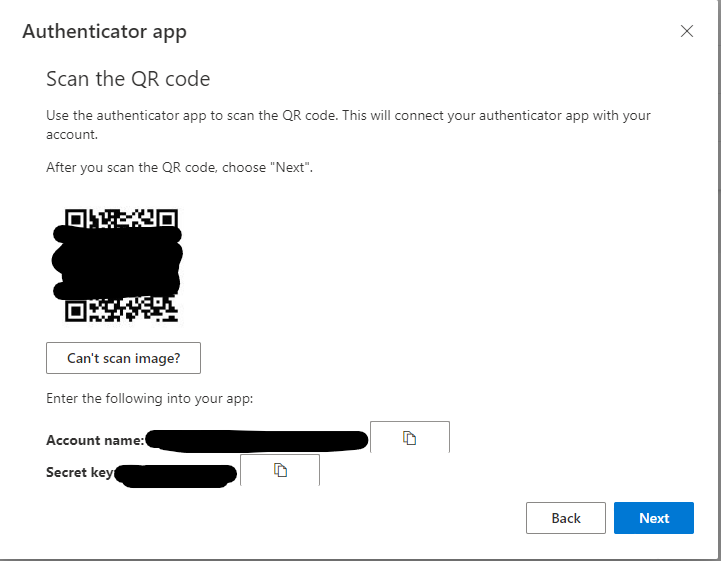 Authenticator app
Scan the QR code
Use the authenticator app to scan the QR code. This will connect your authenticator app with your
account.
After you scan the QR code, choose "Next".
Can't scan image?
Enter the following into your app:
Account name:
Secret key
Back
Next